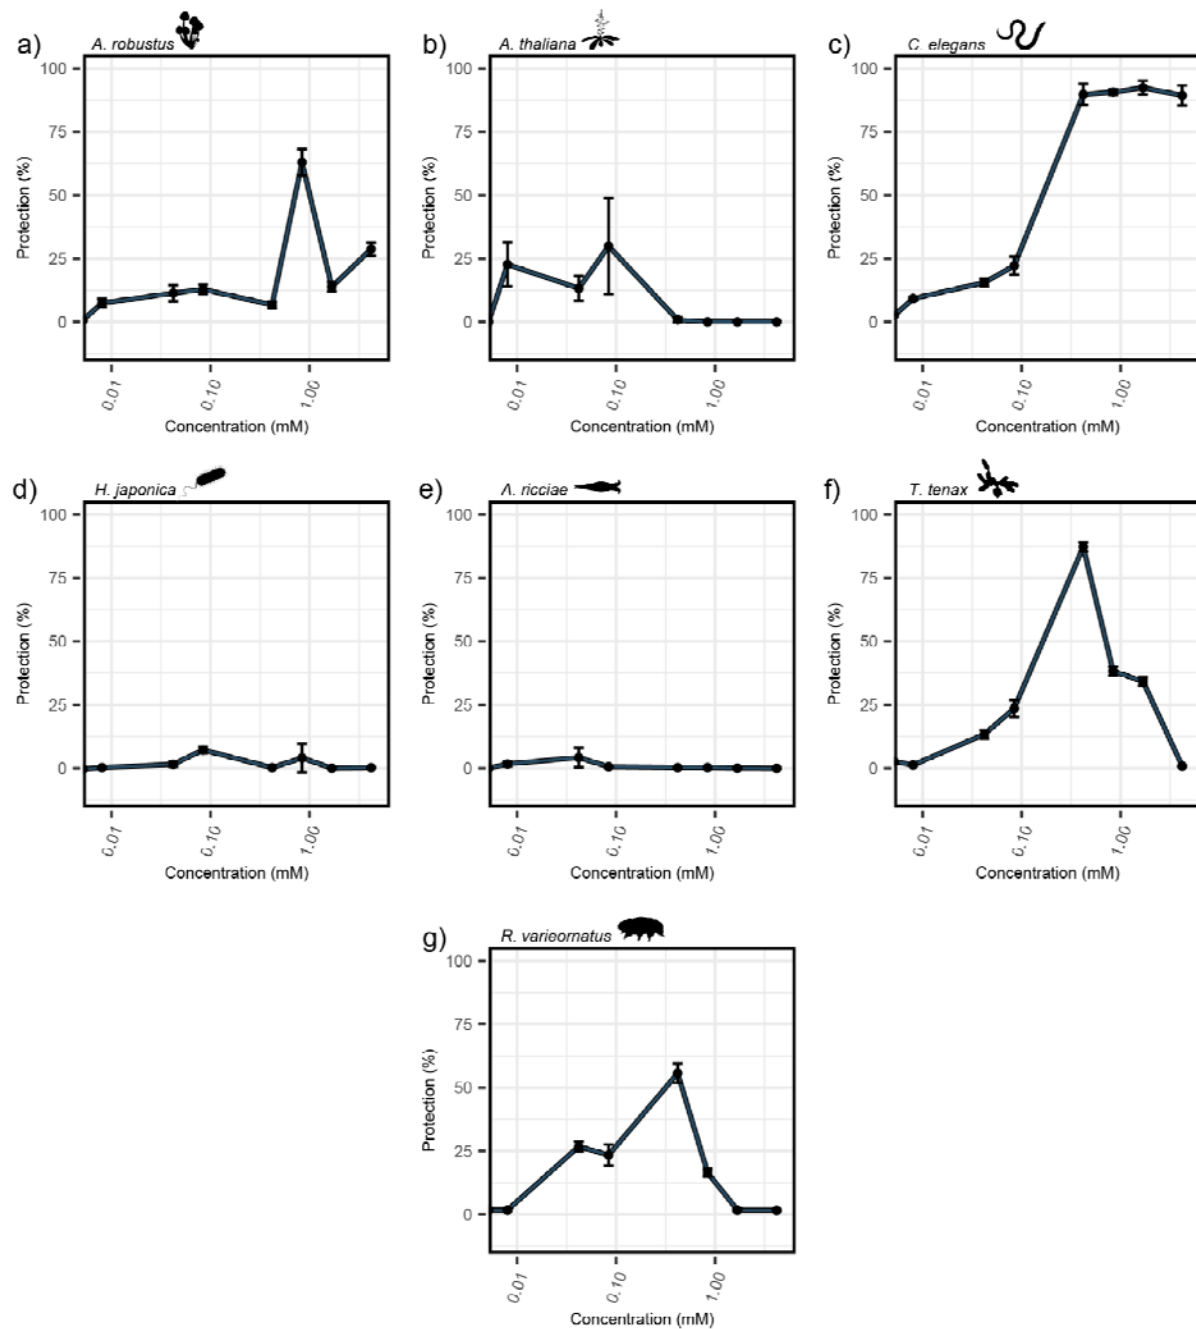 a) A. robustus
b) A. thaliana
c) C. elegans
100
75
50
25
0
Protection (%)
0.01 0.10 1.00
Concentration (mM)
100
75
50
25
0
Protection (%)
0.01 0.10 1.00
Concentration (mM)
100
75
50
25
0
Protection (%)
0.01 0.10 1.00
Concentration (mM)
d) H. japonica
e) A. ricciae
f) T. tenax
100
75
50
25
0
Protection (%)
0.01 0.10 1.00
Concentration (mM)
100
75
50
25
0
Protection (%)
0.01 0.10 1.00
Concentration (mM)
100
75
50
25
0
Protection (%)
0.01 0.10 1.00
Concentration (mM)
g) R. varieornatus
100
75
50
25
0
Protection (%)
0.01 0.10 1.00
Concentration (mM)